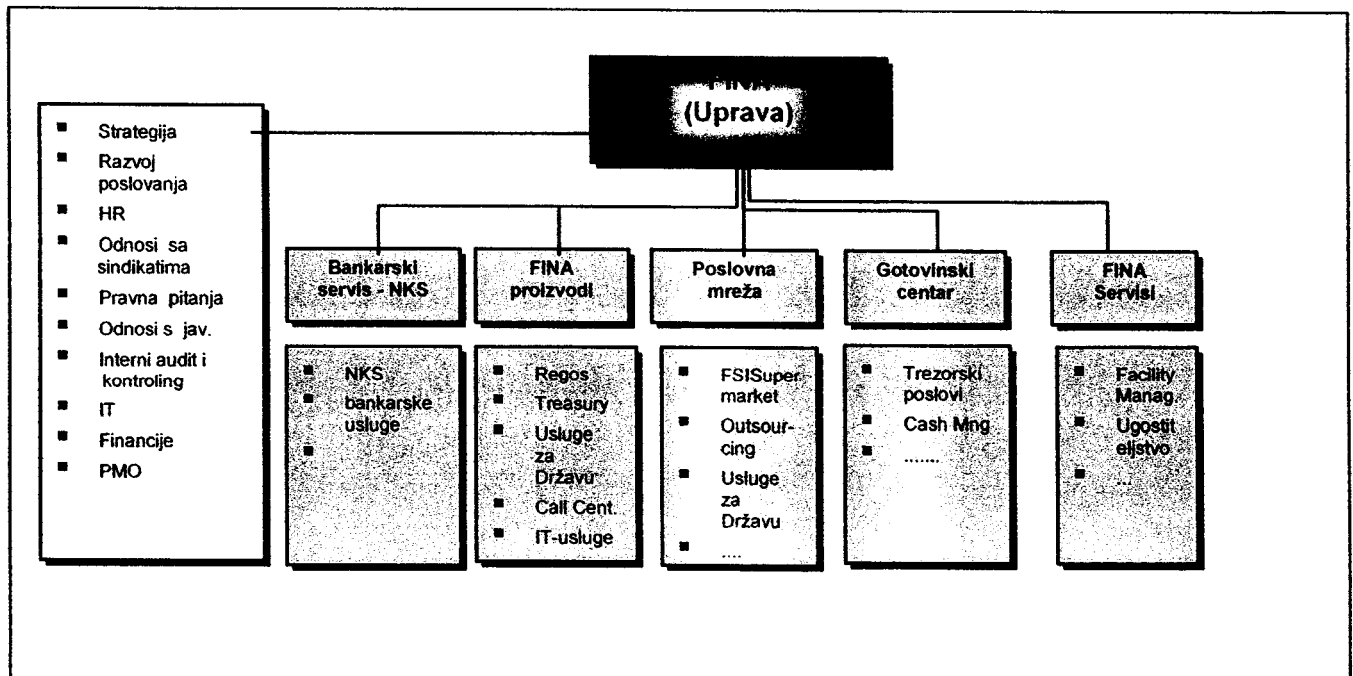 FINA
(Uprava)
Strategija
Razvoj
poslovanja
HR
Odnosi sa
sindikatima
Pravna pitanja
Odnosi s jav.
Interni audit i
kontroling
IT
Financije
PMO
Bankarski
servis - NKS
NKS
bankarske
usluge
FINA
proizvodi
Regos
Treasury
Usluge
za
Državu
Call Cent.
IT-usluge
Poslovna
mreža
FSISuper
market
Outsour-
cing
Usluge
za
Državu
....
Gotovinski
centar
Trezorski
poslovi
Cash Mng
.......
FINA
Servisi
Facility
Manag.
Ugostit
eljstvo
...